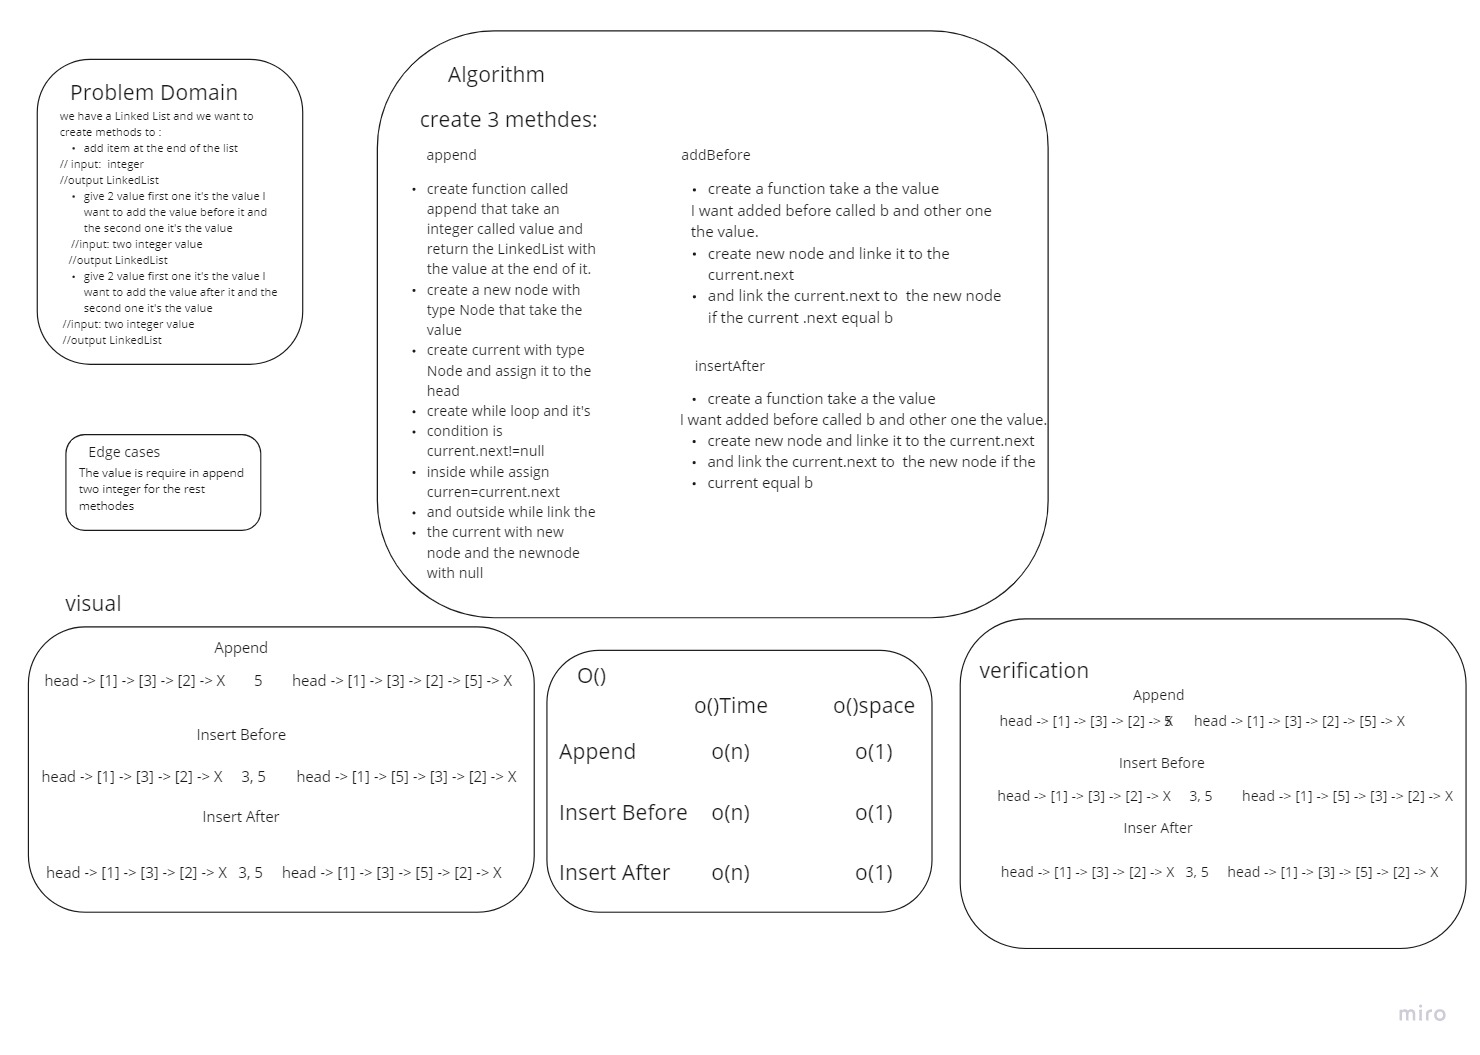 Problem Domain
we have a Linked List and we want to
create methods to :
• add item at the end of the list
// input:  integer
//output LinkedList
• give 2 value first one it's the value I
want to add the value before it and
the second one it's the value
//input: two integer value
//output LinkedList
• give 2 value first one it's the value I
want to add the value after it and the
second one it's the value
//input: two integer value
//output LinkedList
Edge cases
The value is require in append
two integer for the rest
methodes
Algorithm
create 3 methdes:
append
• create function called
append that take an
integer called value and
return the LinkedList with
the value at the end of it.
• create a new node with
type Node that take the
value
• create current with type
Node and assign it to the
head
• create while loop and it's
• condition is
current.next!=null
• inside while assign
curren=current.next
• and outside while link the
• the current with new
node and the newnode
with null
addBefore
• create a function take a the value
I want added before called b and other one
the value.
• create new node and linke it to the
current.next
• and link the current.next to  the new node
if the current .next equal b
insertAfter
• create a function take a the value
I want added before called b and other one the value.
• create new node and linke it to the current.next
• and link the current.next to  the new node if the
• current equal b
visual
Append
head -> [1] -> [3] -> [2] -> X 5 head -> [1] -> [3] -> [2] -> [5] -> X
Insert Before
head -> [1] -> [3] -> [2] -> X 3, 5 head -> [1] -> [5] -> [3] -> [2] -> X
Insert After
head -> [1] -> [3] -> [2] -> X 3, 5 head -> [1] -> [3] -> [5] -> [2] -> X
O()
o()Time o()space
Append o(n) o(1)
Insert Before o(n) o(1)
Insert After o(n) o(1)
verification
Append
head -> [1] -> [3] -> [2] -> X 5 head -> [1] -> [3] -> [2] -> [5] -> X
Insert Before
head -> [1] -> [3] -> [2] -> X 3, 5 head -> [1] -> [5] -> [3] -> [2] -> X
Inser After
head -> [1] -> [3] -> [2] -> X 3, 5 head -> [1] -> [3] -> [5] -> [2] -> X
miro